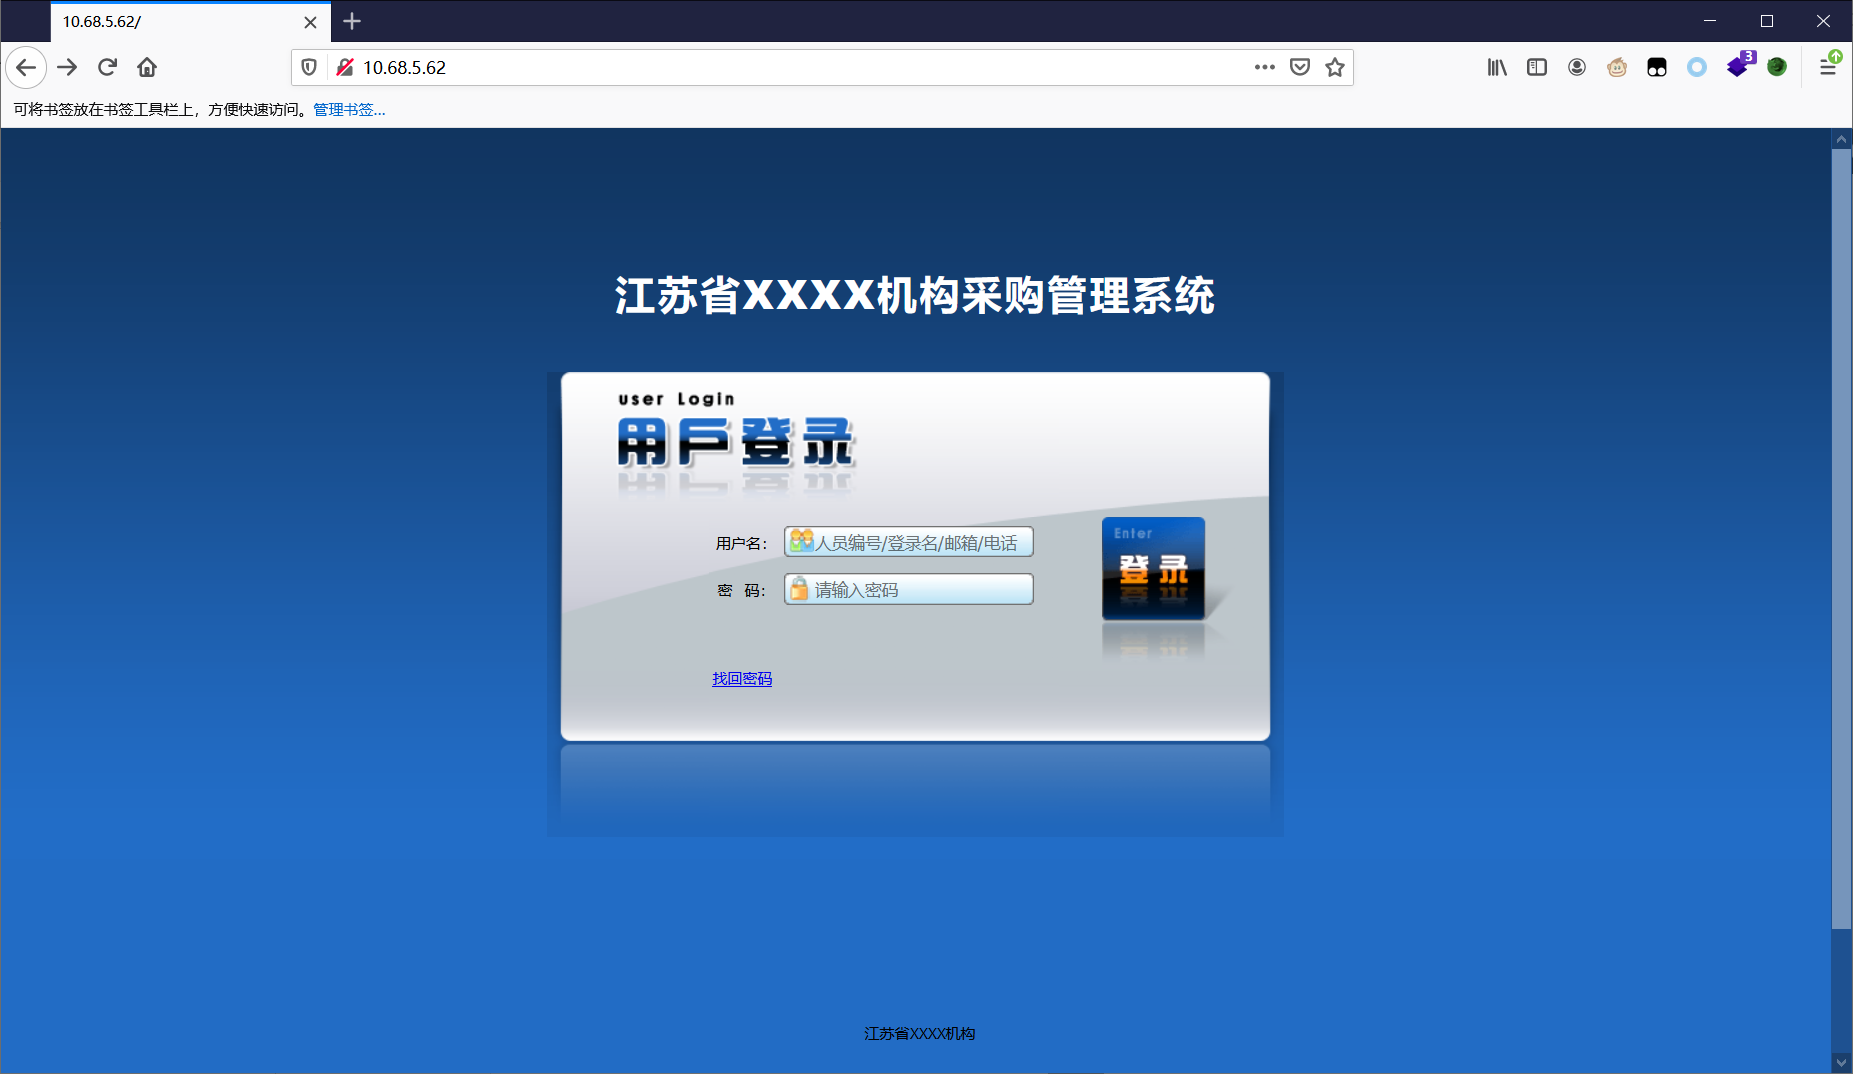 10.68.5.62/
10.68.5.62
3
可将书签放在书签工具栏上，方便快速访问。管理书签...
江苏省XXXX机构采购管理系统
user Login
用戶登录
用户名： 人员编号/登录名/邮箱/电话
密 码： 请输入密码
Enter
登录
找回密码
江苏省XXXX机构